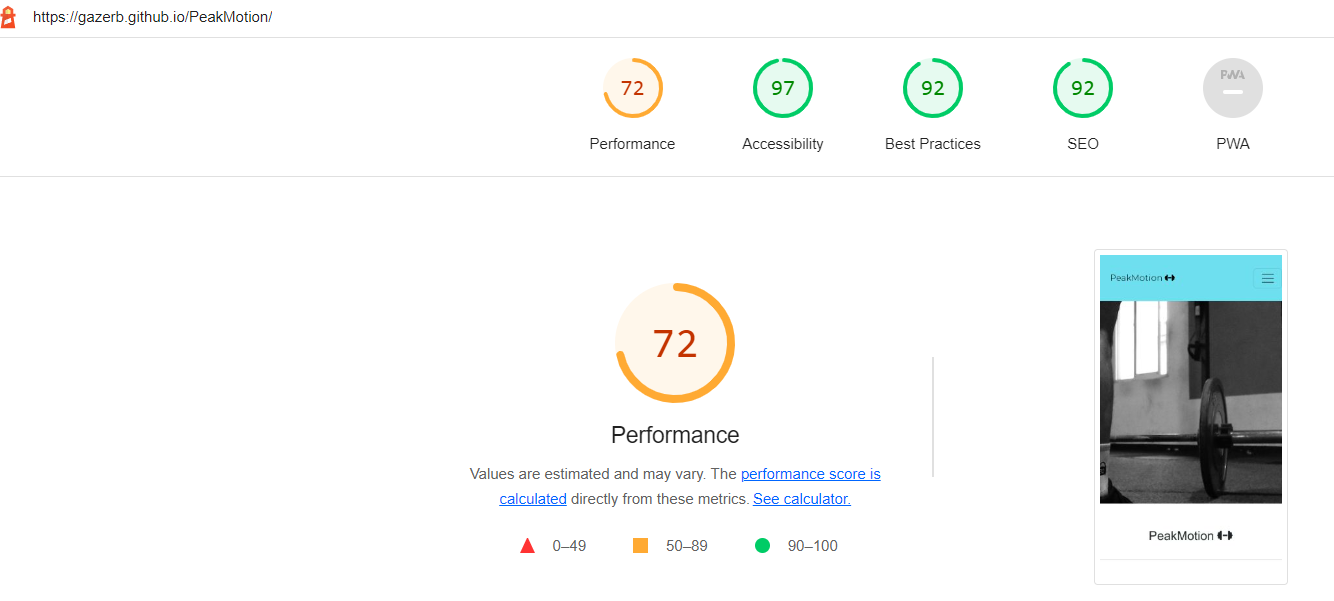 https://gazerb.github.io/PeakMotion/
72
97
92
92
PWA
Performance
Accessibility
Best Practices
SEO
PWA
72
Performance
Values are estimated and may vary. The performance score is
calculated directly from these metrics. See calculator.
0–49
50–89
90–100
PeakMotion
PeakMotion